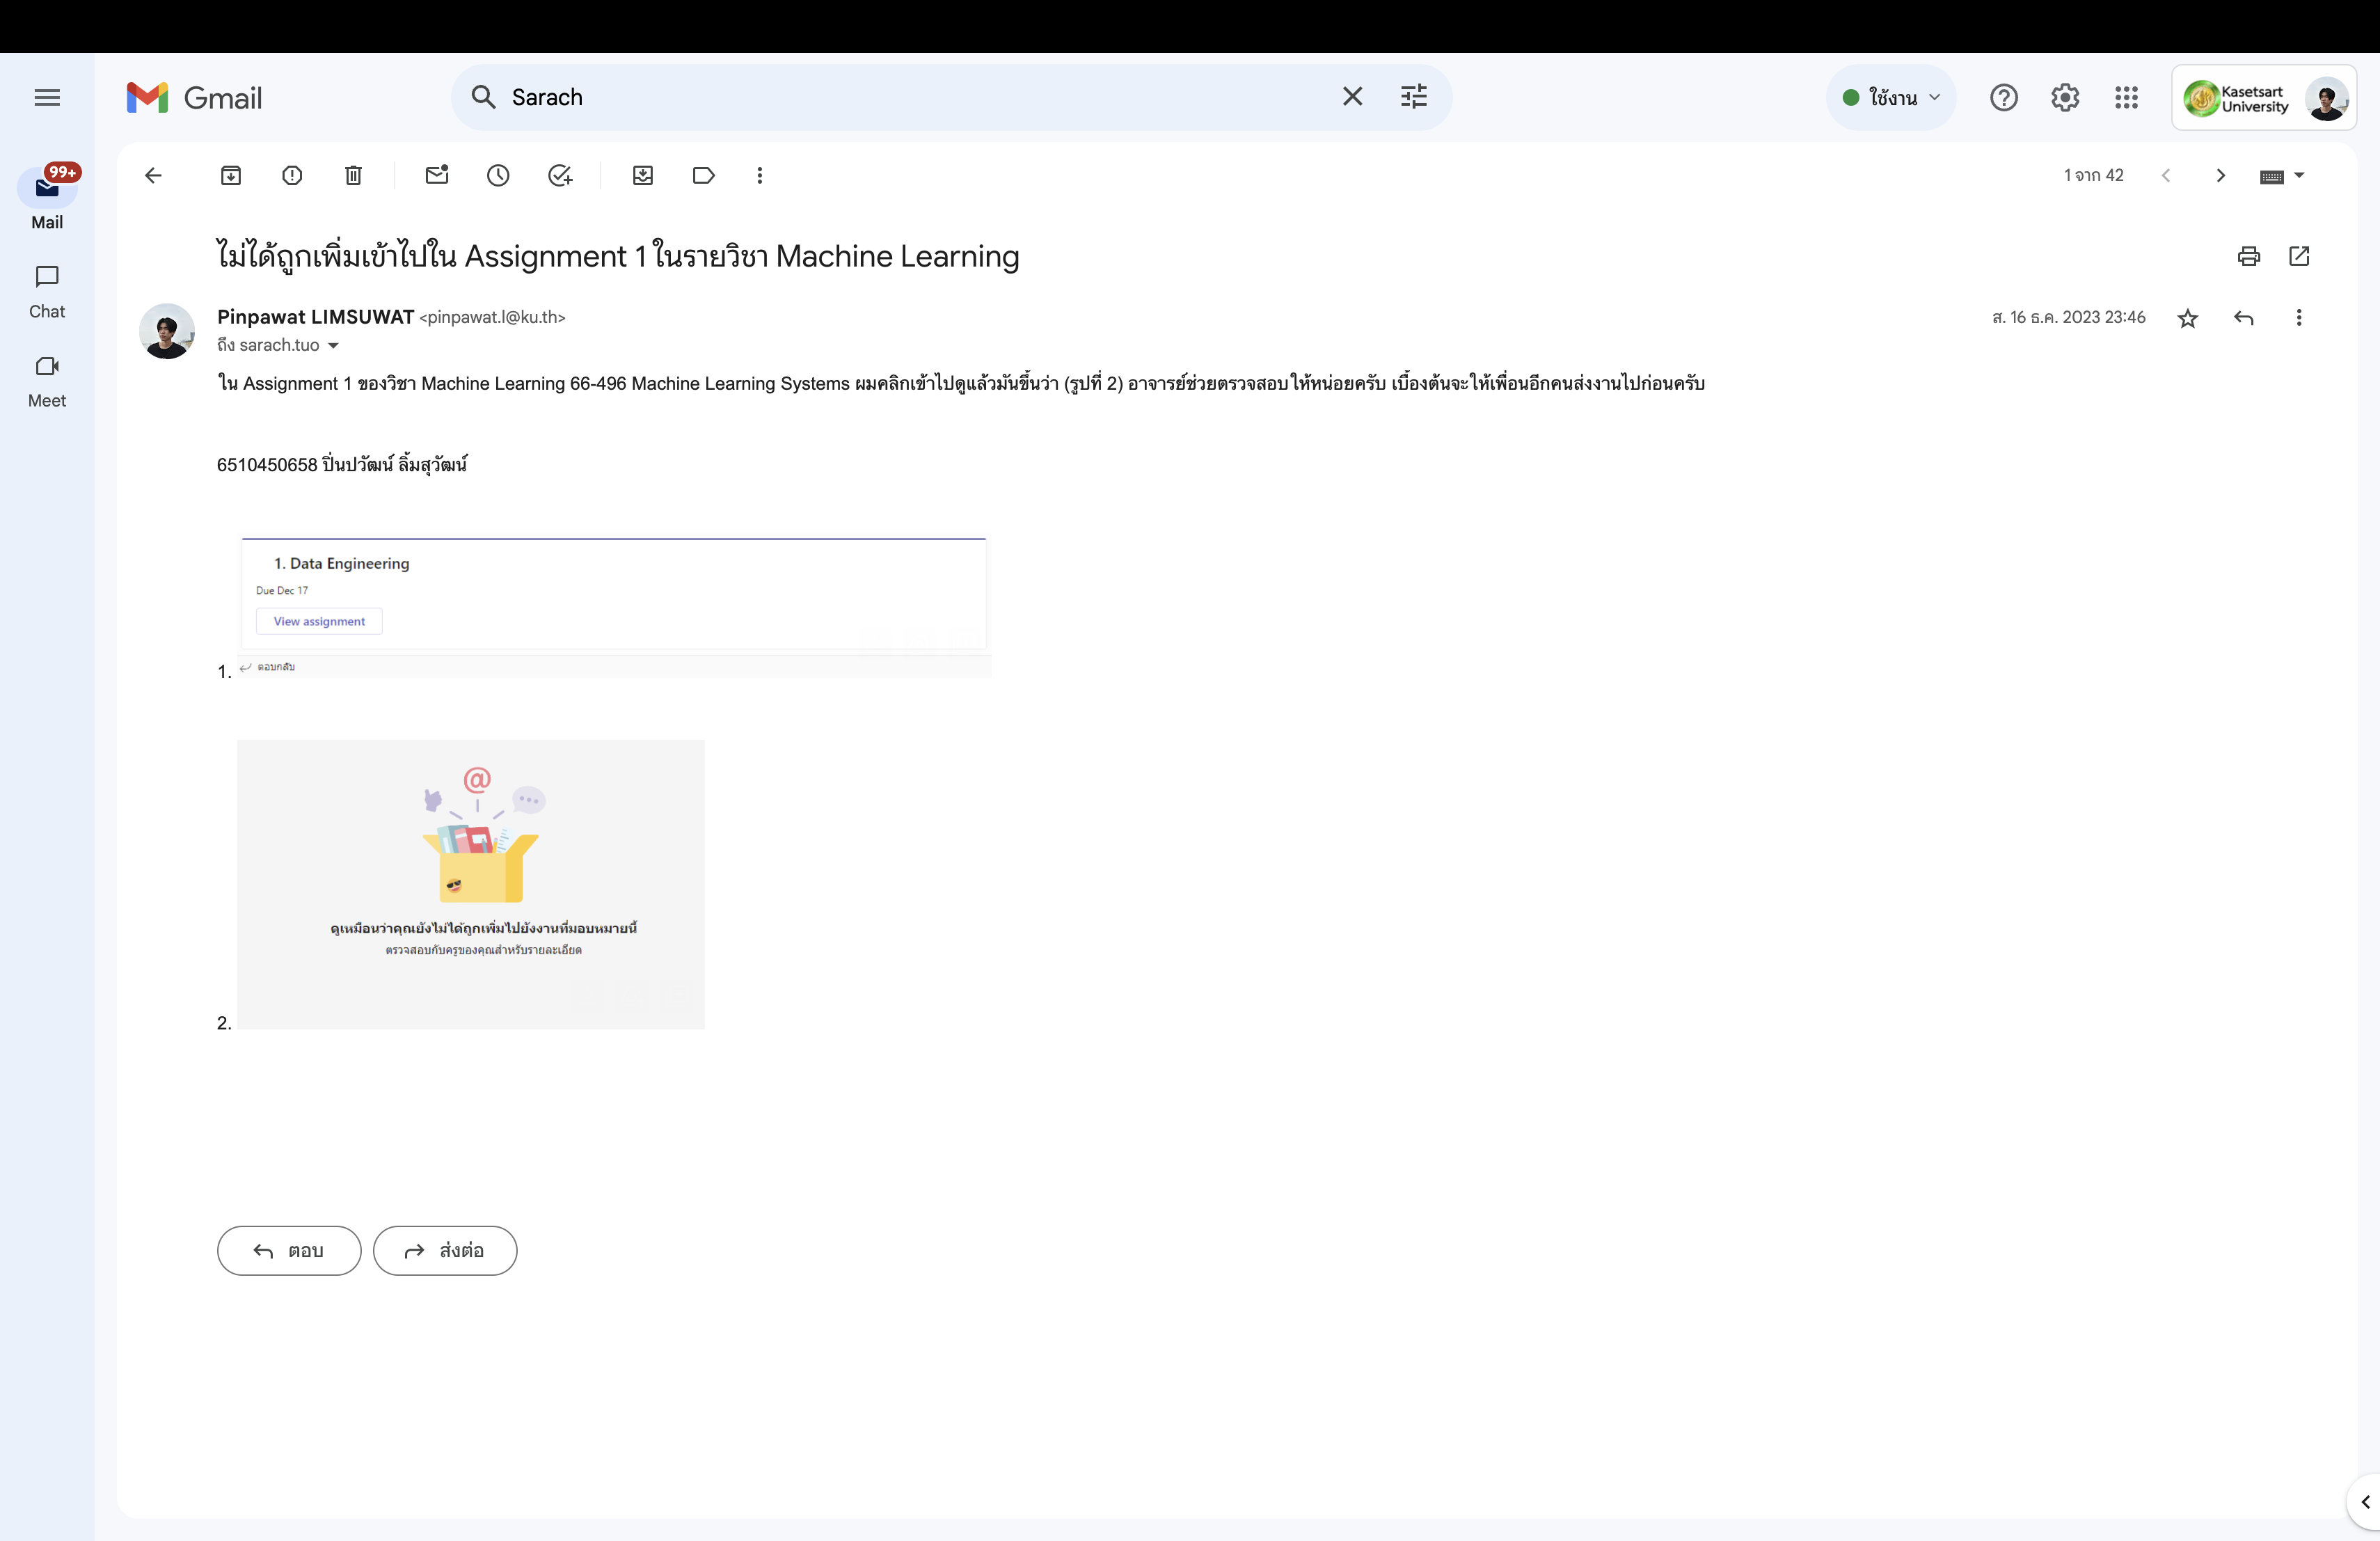 Gmail
Sarach
ใช้งาน
Kasetsart
University
99+
Mail
Chat
Meet
1 จาก 42
ไม่ได้ถูกเพิ่มเข้าไปใน Assignment 1 ในรายวิชา Machine Learning
Pinpawat LIMSUWAT <pinpawat.l@ku.th>
ส. 16 ธ.ค. 2023 23:46
ถึง sarach.tuo
ใน Assignment 1 ของวิชา Machine Learning 66-496 Machine Learning Systems ผมคลิกเข้าไปดูแล้วมันขึ้นว่า (รูปที่ 2) อาจารย์ช่วยตรวจสอบให้หน่อยครับ เบื้องต้นจะให้เพื่อนอีกคนส่งงานไปก่อนครับ
6510450658 ปิ่นปวัฒน์ ลิ้มสุวัฒน์
1. Data Engineering
Due Dec 17
View assignment
1.
ตอบกลับ
@
ดูเหมือนว่าคุณยังไม่ได้ถูกเพิ่มไปยังงานที่มอบหมายนี้
ตรวจสอบกับครูของคุณสำหรับรายละเอียด
2.
ตอบ
ส่งต่อ